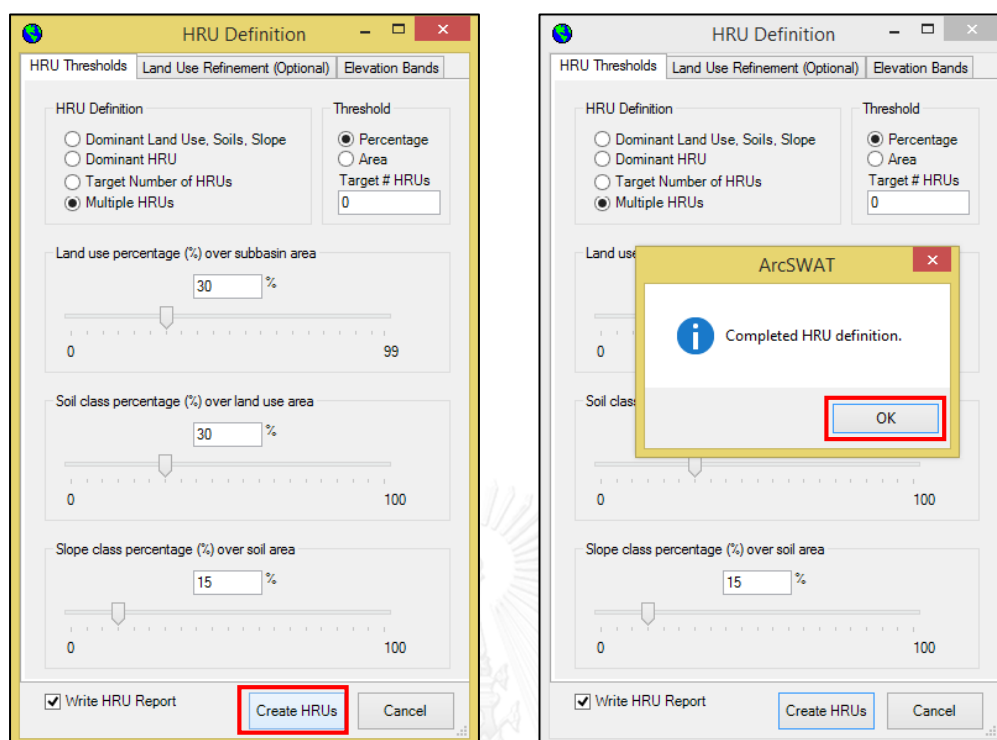 HRU Definition
HRU Thresholds Land Use Refinement (Optional) Elevation Bands
HRU Definition
Dominant Land Use, Soils, Slope
Dominant HRU
Target Number of HRUs
Multiple HRUs
Threshold
Percentage
Area
Target # HRUs
0
Land use percentage (%) over subbasin area
30 %
0 99
Soil class percentage (%) over land use area
30 %
0 100
Slope class percentage (%) over soil area
15 %
0 100
Write HRU Report Create HRUs Cancel
HRU Definition
HRU Thresholds Land Use Refinement (Optional) Elevation Bands
HRU Definition
Dominant Land Use, Soils, Slope
Dominant HRU
Target Number of HRUs
Multiple HRUs
Threshold
Percentage
Area
Target # HRUs
0
Land use
0
ArcSWAT
Completed HRU definition.
OK
Soil class
0 100
Slope class percentage (%) over soil area
15 %
0 100
Write HRU Report Create HRUs Cancel